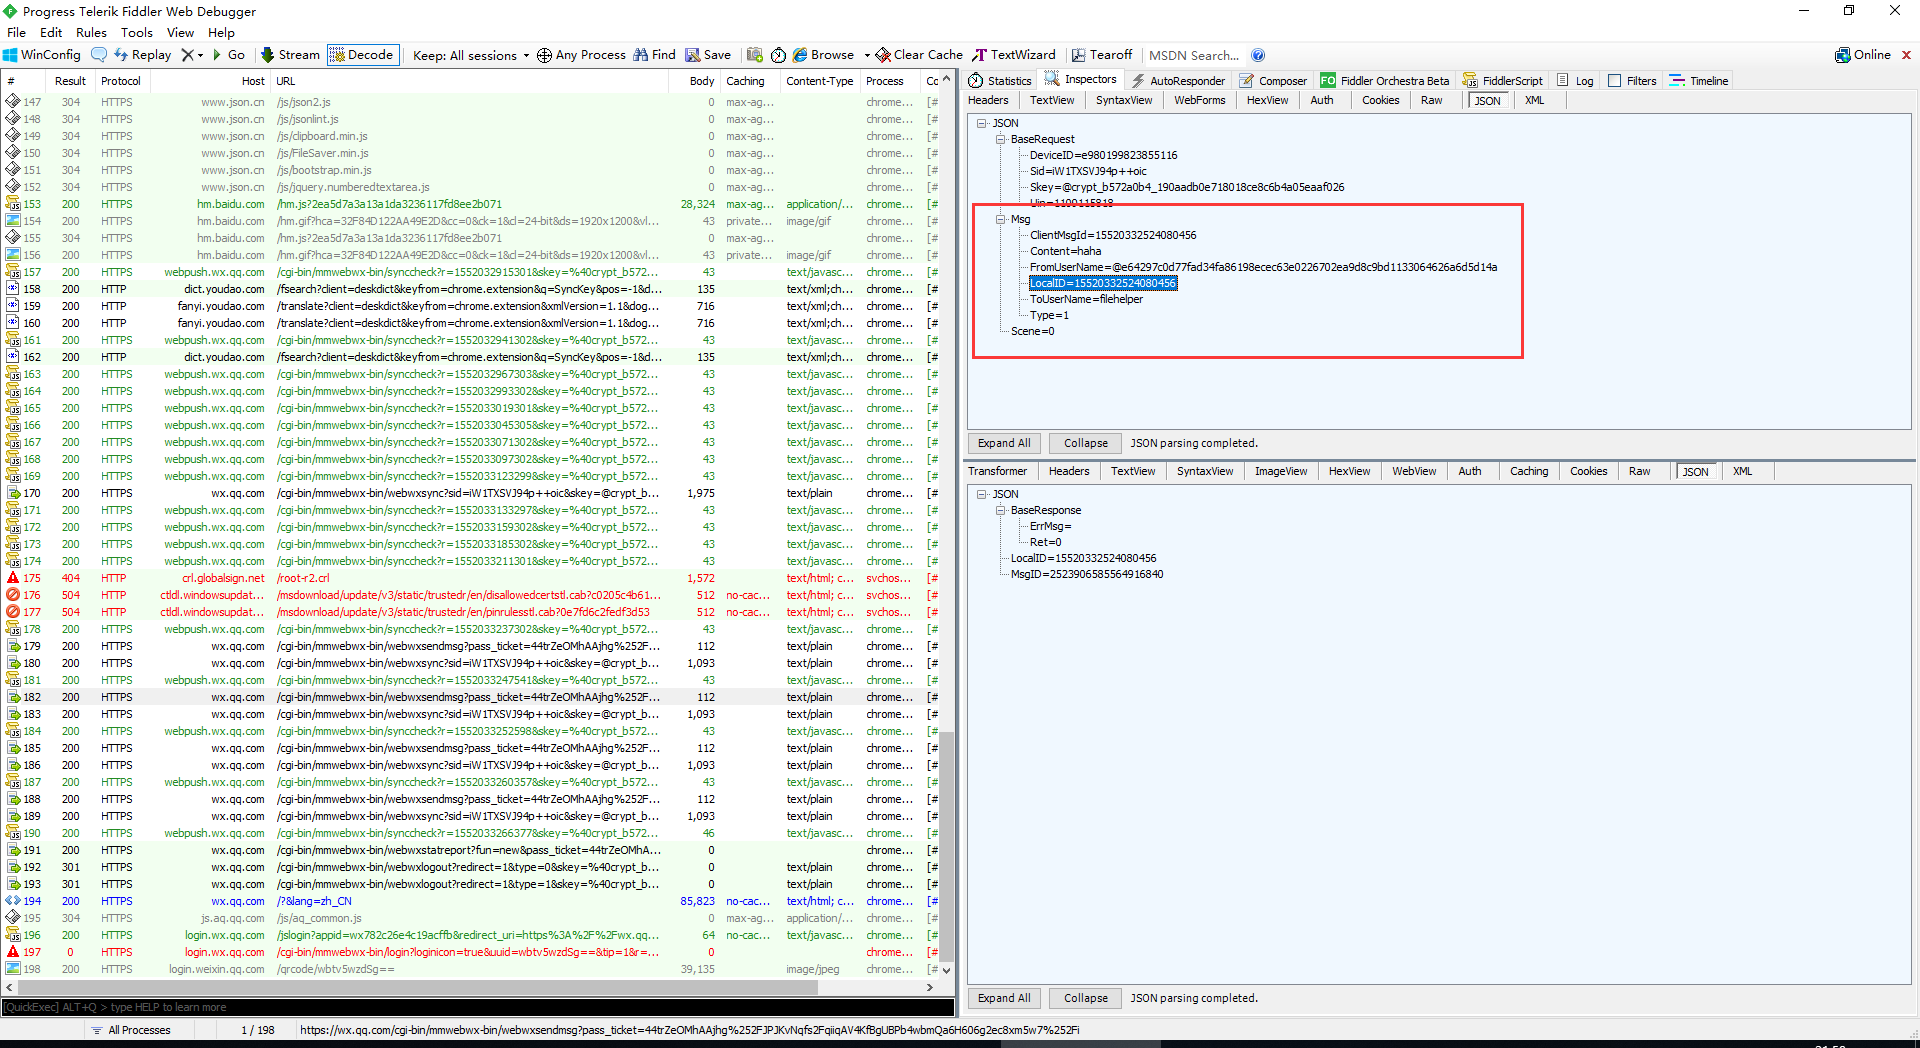 Progress Telerik Fiddler Web Debugger
File Edit Rules Tools View Help
WinConfig Replay Go Stream Decode Keep: All sessions Any Process Find Save Browse Clear Cache TextWizard Tearoff MSDN Search... Online
# Result Protocol Host URL Body Caching Content-Type Process Co
147 304 HTTPS www.json.cn /js/json2.js 0 max-ag... chrome... [#
148 304 HTTPS www.json.cn /js/jsonlint.js 0 max-ag... chrome... [#
149 304 HTTPS www.json.cn /js/clipboard.min.js 0 max-ag... chrome... [#
150 304 HTTPS www.json.cn /js/FileSaver.min.js 0 max-ag... chrome... [#
151 304 HTTPS www.json.cn /js/bootstrap.min.js 0 max-ag... chrome... [#
152 304 HTTPS www.json.cn /js/jquery.numberedtextarea.js 0 max-ag... chrome... [#
153 200 HTTPS hm.baidu.com /hm.js?2ea5d7a3a13a1da3236117fd8ee2b071 28,324 max-ag... application/... chrome... [#
154 200 HTTPS hm.baidu.com /hm.gif?hca=32F84D122AA49E2D&cc=0&ck=1&cl=24-bit&ds=1920x1200&vl... 43 private... image/gif chrome... [#
155 304 HTTPS hm.baidu.com /hm.js?2ea5d7a3a13a1da3236117fd8ee2b071 0 max-ag... chrome... [#
156 200 HTTPS hm.baidu.com /hm.gif?hca=32F84D122AA49E2D&cc=0&ck=1&cl=24-bit&ds=1920x1200&vl... 43 private... image/gif chrome... [#
157 200 HTTPS webpush.wx.qq.com /cgi-bin/mmwebwx-bin/synccheck?r=1552032915301&skey=%40crypt_b572... 43 text/javasc... chrome... [#
158 200 HTTP dict.youdao.com /fsearch?client=deskdict&keyfrom=chrome.extension&q=SyncKey&pos=-1&d... 135 text/xml;ch... chrome... [#
159 200 HTTP fanyi.youdao.com /translate?client=deskdict&keyfrom=chrome.extension&xmlVersion=1.1&dog... 716 text/xml;c... chrome... [#
160 200 HTTP fanyi.youdao.com /translate?client=deskdict&keyfrom=chrome.extension&xmlVersion=1.1&dog... 716 text/xml;c... chrome... [#
161 200 HTTPS webpush.wx.qq.com /cgi-bin/mmwebwx-bin/synccheck?r=1552032941302&skey=%40crypt_b572... 43 text/javasc... chrome... [#
162 200 HTTP dict.youdao.com /fsearch?client=deskdict&keyfrom=chrome.extension&q=SyncKey&pos=-1&d... 135 text/xml;ch... chrome... [#
163 200 HTTPS webpush.wx.qq.com /cgi-bin/mmwebwx-bin/synccheck?r=1552032967303&skey=%40crypt_b572... 43 text/javasc... chrome... [#
164 200 HTTPS webpush.wx.qq.com /cgi-bin/mmwebwx-bin/synccheck?r=1552032993302&skey=%40crypt_b572... 43 text/javasc... chrome... [#
165 200 HTTPS webpush.wx.qq.com /cgi-bin/mmwebwx-bin/synccheck?r=1552033019301&skey=%40crypt_b572... 43 text/javasc... chrome... [#
166 200 HTTPS webpush.wx.qq.com /cgi-bin/mmwebwx-bin/synccheck?r=1552033045305&skey=%40crypt_b572... 43 text/javasc... chrome... [#
167 200 HTTPS webpush.wx.qq.com /cgi-bin/mmwebwx-bin/synccheck?r=1552033071302&skey=%40crypt_b572... 43 text/javasc... chrome... [#
168 200 HTTPS webpush.wx.qq.com /cgi-bin/mmwebwx-bin/synccheck?r=1552033097302&skey=%40crypt_b572... 43 text/javasc... chrome... [#
169 200 HTTPS webpush.wx.qq.com /cgi-bin/mmwebwx-bin/synccheck?r=1552033123299&skey=%40crypt_b572... 43 text/javasc... chrome... [#
170 200 HTTPS wx.qq.com /cgi-bin/mmwebwx-bin/webwxsync?sid=iW1TXSVJ94p++oic&skey=@crypt_b... 1,975 text/plain chrome... [#
171 200 HTTPS webpush.wx.qq.com /cgi-bin/mmwebwx-bin/synccheck?r=1552033133297&skey=%40crypt_b572... 43 text/javasc... chrome... [#
172 200 HTTPS webpush.wx.qq.com /cgi-bin/mmwebwx-bin/synccheck?r=1552033159302&skey=%40crypt_b572... 43 text/javasc... chrome... [#
173 200 HTTPS webpush.wx.qq.com /cgi-bin/mmwebwx-bin/synccheck?r=1552033185302&skey=%40crypt_b572... 43 text/javasc... chrome... [#
174 200 HTTPS webpush.wx.qq.com /cgi-bin/mmwebwx-bin/synccheck?r=1552033211301&skey=%40crypt_b572... 43 text/javasc... chrome... [#
175 404 HTTP crl.globalsign.net /root-r2.crl 1,572 text/html; c... svchos... [#
176 504 HTTP ctldl.windowsupdat... /msdownload/update/v3/static/trustedr/en/disallowedcertstl.cab?c0205c4b61... 512 no-cac... text/html; c... svchos... [#
177 504 HTTP ctldl.windowsupdat... /msdownload/update/v3/static/trustedr/en/pinrulesstl.cab?0e7fd6c2fedf3d53 512 no-cac... text/html; c... svchos... [#
178 200 HTTPS webpush.wx.qq.com /cgi-bin/mmwebwx-bin/synccheck?r=1552033237302&skey=%40crypt_b572... 43 text/javasc... chrome... [#
179 200 HTTPS wx.qq.com /cgi-bin/mmwebwx-bin/webwxsendmsg?pass_ticket=44trZeOMhAAjhg%252F... 112 text/plain chrome... [#
180 200 HTTPS wx.qq.com /cgi-bin/mmwebwx-bin/webwxsync?sid=iW1TXSVJ94p++oic&skey=@crypt_b... 1,093 text/plain chrome... [#
181 200 HTTPS webpush.wx.qq.com /cgi-bin/mmwebwx-bin/synccheck?r=1552033247541&skey=%40crypt_b572... 43 text/javasc... chrome... [#
182 200 HTTPS wx.qq.com /cgi-bin/mmwebwx-bin/webwxsendmsg?pass_ticket=44trZeOMhAAjhg%252F... 112 text/plain chrome... [#
183 200 HTTPS wx.qq.com /cgi-bin/mmwebwx-bin/webwxsync?sid=iW1TXSVJ94p++oic&skey=@crypt_b... 1,093 text/plain chrome... [#
184 200 HTTPS webpush.wx.qq.com /cgi-bin/mmwebwx-bin/synccheck?r=1552033252598&skey=%40crypt_b572... 43 text/javasc... chrome... [#
185 200 HTTPS wx.qq.com /cgi-bin/mmwebwx-bin/webwxsendmsg?pass_ticket=44trZeOMhAAjhg%252F... 112 text/plain chrome... [#
186 200 HTTPS wx.qq.com /cgi-bin/mmwebwx-bin/webwxsync?sid=iW1TXSVJ94p++oic&skey=@crypt_b... 1,093 text/plain chrome... [#
187 200 HTTPS webpush.wx.qq.com /cgi-bin/mmwebwx-bin/synccheck?r=1552033260357&skey=%40crypt_b572... 43 text/javasc... chrome... [#
188 200 HTTPS wx.qq.com /cgi-bin/mmwebwx-bin/webwxsendmsg?pass_ticket=44trZeOMhAAjhg%252F... 112 text/plain chrome... [#
189 200 HTTPS wx.qq.com /cgi-bin/mmwebwx-bin/webwxsync?sid=iW1TXSVJ94p++oic&skey=@crypt_b... 1,093 text/plain chrome... [#
190 200 HTTPS webpush.wx.qq.com /cgi-bin/mmwebwx-bin/synccheck?r=1552033266377&skey=%40crypt_b572... 46 text/javasc... chrome... [#
191 200 HTTPS wx.qq.com /cgi-bin/mmwebwx-bin/webwxstatreport?fun=new&pass_ticket=44trZeOMhA... 0 chrome... [#
192 301 HTTPS wx.qq.com /cgi-bin/mmwebwx-bin/webwxlogout?redirect=1&type=0&skey=%40crypt_b... 0 text/plain chrome... [#
193 301 HTTPS wx.qq.com /cgi-bin/mmwebwx-bin/webwxlogout?redirect=1&type=1&skey=%40crypt_b... 0 text/plain chrome... [#
194 200 HTTPS wx.qq.com /?&lang=zh_CN 85,823 no-cac... text/html; c... chrome... [#
195 304 HTTPS js.aq.qq.com /js/aq_common.js 0 max-ag... application/... chrome... [#
196 200 HTTPS login.wx.qq.com /jslogin?appid=wx782c26e4c19acffb&redirect_uri=https%3A%2F%2Fwx.qq... 64 no-cac... text/javasc... chrome... [#
197 0 HTTPS login.wx.qq.com /cgi-bin/mmwebwx-bin/login?loginicon=true&uuid=wbtv5wzdSg==&tip=1&r=... 0 chrome... [#
198 200 HTTPS login.weixin.qq.com /qrcode/wbtv5wzdSg== 39,135 image/jpeg chrome... [#
[QuickExec] ALT+Q > type HELP to learn more
All Processes 1 / 198 https://wx.qq.com/cgi-bin/mmwebwx-bin/webwxsendmsg?pass_ticket=44trZeOMhAAjhg%252FJPJKvNqfs2FqiiqAV4KfBgUBPb4wbmQa6H606g2ec8xm5w7%252Fi
Statistics Inspectors AutoResponder Composer FO Fiddler Orchestra Beta FiddlerScript Log Filters Timeline
Headers TextView SyntaxView WebForms HexView Auth Cookies Raw JSON XML
JSON
BaseRequest
DeviceID=e980199823855116
Sid=iW1TXSVJ94p++oic
Skey=@crypt_b572a0b4_190aadb0e718018ce8c6b4a05eaaf026
Uin=1100115818
Msg
ClientMsgId=15520332524080456
Content=haha
FromUserName=@e64297c0d77fad34fa86198ecec63e0226702ea9d8c9bd1133064626a6d5d14a
LocalID=15520332524080456
ToUserName=filehelper
Type=1
Scene=0
Expand All Collapse JSON parsing completed.
Transformer Headers TextView SyntaxView ImageView HexView WebView Auth Caching Cookies Raw JSON XML
JSON
BaseResponse
ErrMsg=
Ret=0
LocalID=15520332524080456
MsgID=2523906585564916840
Expand All Collapse JSON parsing completed.